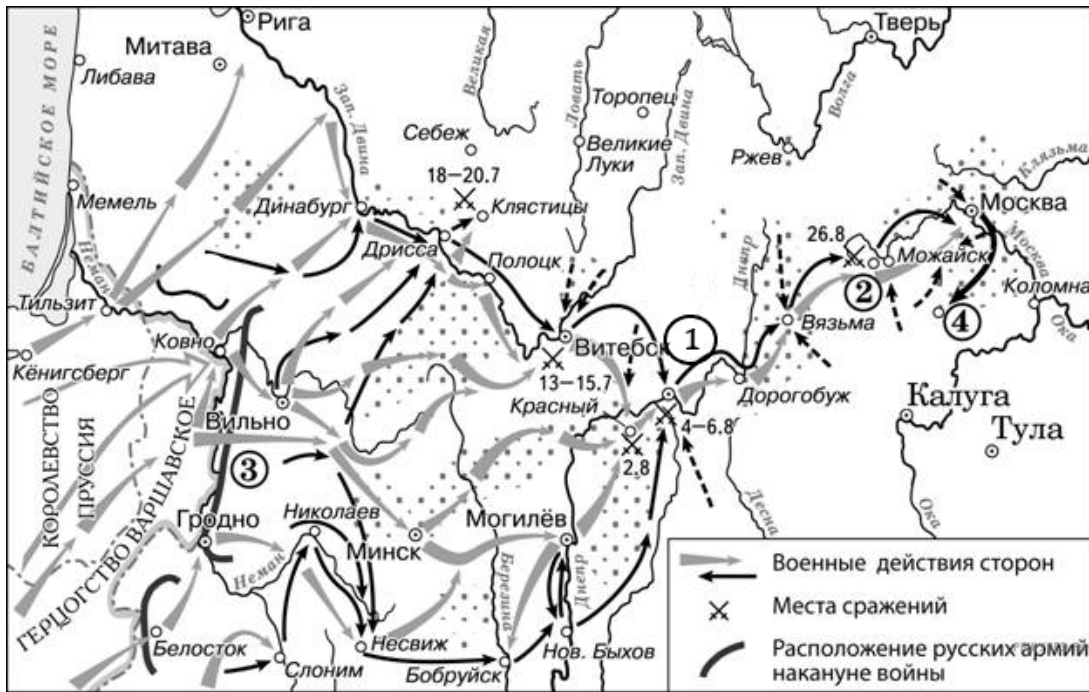 Рига
Тверь
Митава
Либава
БАЛТИЙСКОЕ МОРЕ
Зап. Двина
Великая
Ловать
Торопец
Зап. Двина
Волга
Себеж
Великие
Луки
Ржев
Клязьма
18–20.7
Мемель
Динабург
Клястицы
Москва
Дрисса
26.8
Москва
Неман
Полоцк
Днепр
Можайск
Коломна
Тильзит
2
4
Ока
Ковно
Витебск
1
Вязьма
Кёнигсберг
13–15.7
Дорогобуж
Вильно
Красный
4–6.8
Калуга
КОРОЛЕВСТВО
ПРУССИЯ
ГЕРЦОГСТВО ВАРШАВСКОЕ
3
2.8
Тула
Гродно
Николаев
Могилёв
Десна
Ока
Неман
Минск
Березина
Днепр
Белосток
Несвиж
Слоним
Бобруйск
Нов. Быхов
Военные действия сторон
Места сражений
Расположение русских армий
накануне войны